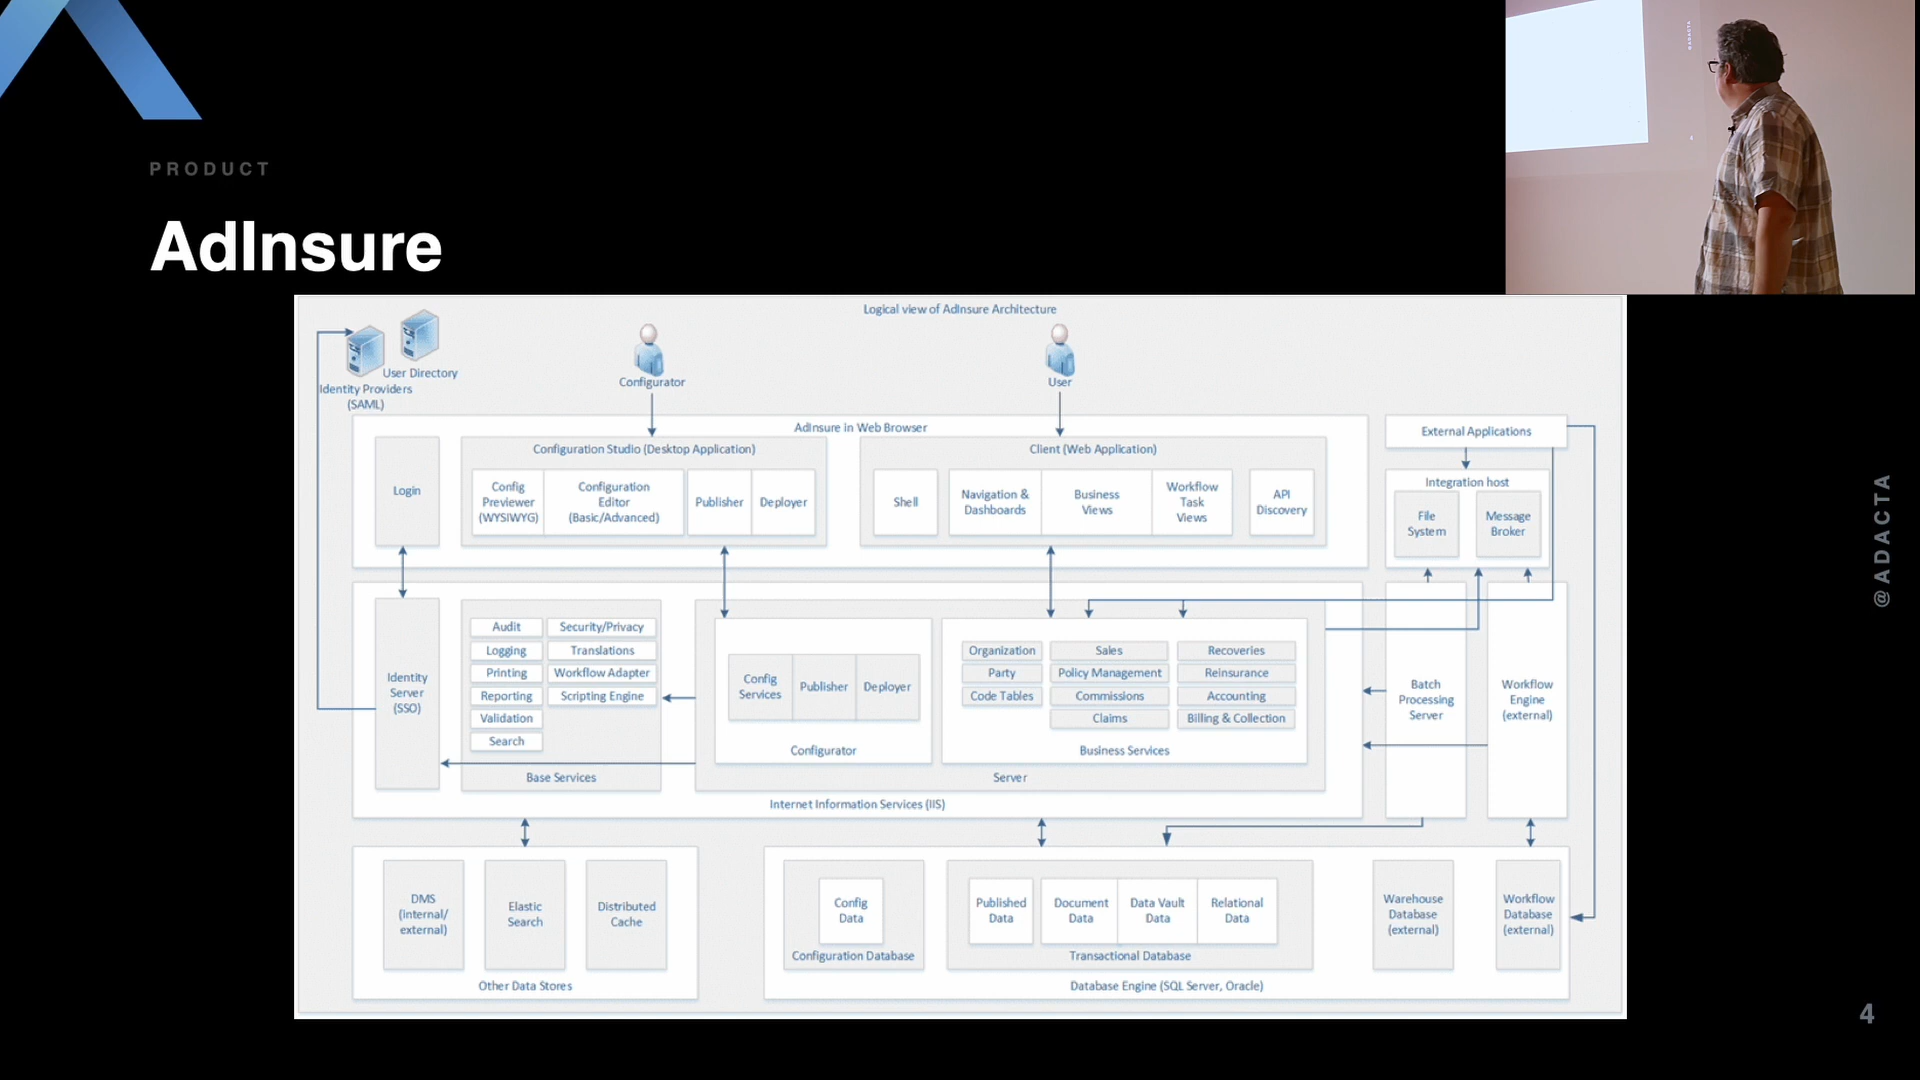 PRODUCT
AdInsure
Logical view of AdInsure Architecture
User Directory
Identity Providers
(SAML)
Configurator
User
AdInsure in Web Browser
Login
Configuration Studio (Desktop Application)
Config
Previewer
(WYSIWYG)
Configuration
Editor
(Basic/Advanced)
Publisher
Deployer
Client (Web Application)
Shell
Navigation &
Dashboards
Business
Views
Workflow
Task
Views
API
Discovery
External Applications
Integration host
File
System
Message
Broker
Identity
Server
(SSO)
Audit
Logging
Printing
Reporting
Validation
Search
Security/Privacy
Translations
Workflow Adapter
Scripting Engine
Base Services
Config
Services
Publisher
Deployer
Configurator
Organization
Party
Code Tables
Sales
Policy Management
Commissions
Claims
Recoveries
Reinsurance
Accounting
Billing & Collection
Business Services
Server
Internet Information Services (IIS)
Batch
Processing
Server
Workflow
Engine
(external)
DMS
(internal/
external)
Elastic
Search
Distributed
Cache
Other Data Stores
Config
Data
Configuration Database
Published
Data
Document
Data
Data Vault
Data
Relational
Data
Transactional Database
Warehouse
Database
(external)
Workflow
Database
(external)
Database Engine (SQL Server, Oracle)
@ADACTA
4